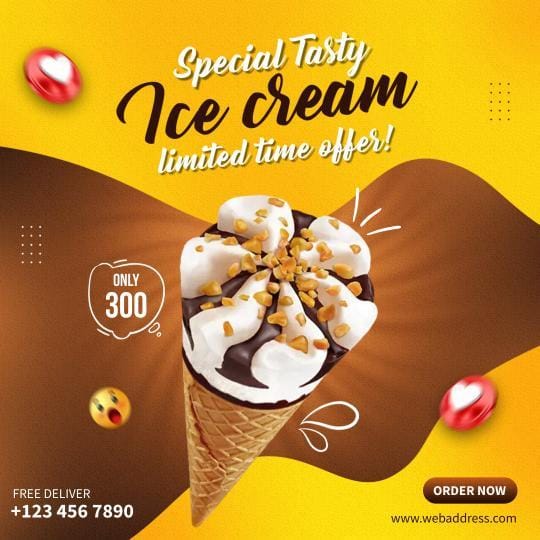 Special Tasty
Ice cream
limited time offer!
ONLY
300
FREE DELIVER
+123 456 7890
ORDER NOW
www.webaddress.com